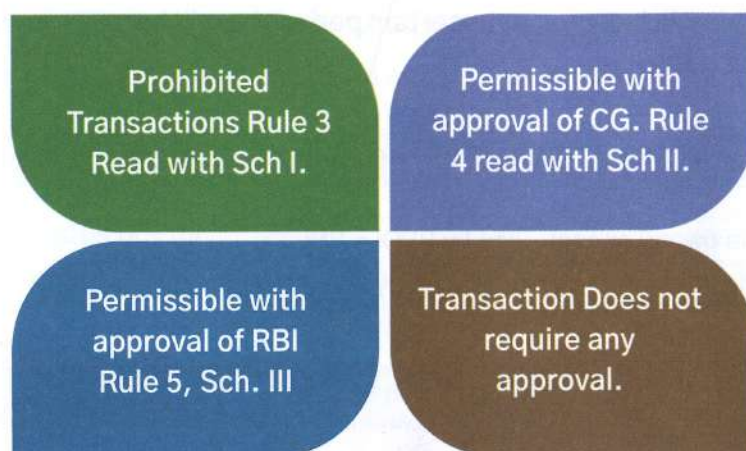 Prohibited
Transactions Rule 3
Read with Sch I.
Permissible with
approval of CG. Rule
4 read with Sch II.
Permissible with
approval of RBI
Rule 5, Sch. III
Transaction Does not
require any
approval.